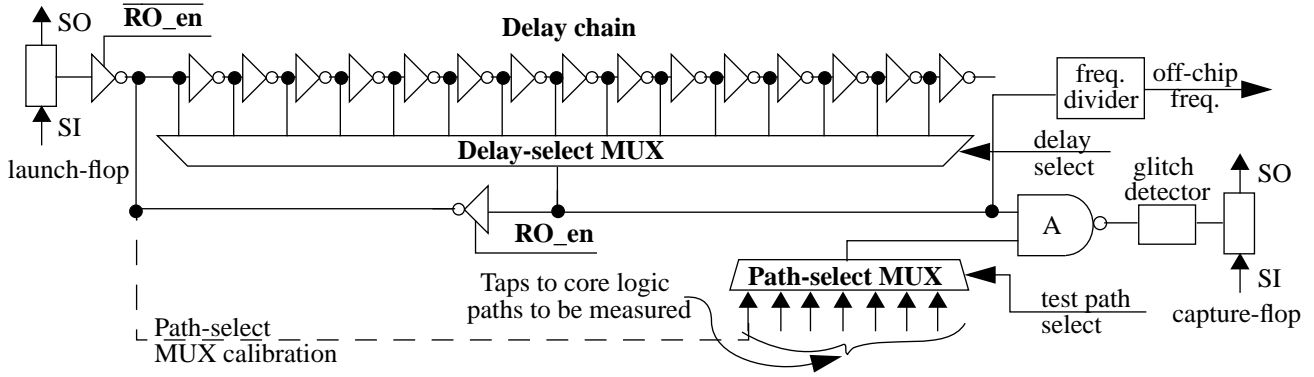 SO
RO_en
Delay chain
SI
launch-flop
freq.
divider
off-chip
freq.
Delay-select MUX
delay
select
glitch
detector
SO
A
RO_en
Path-select MUX
Taps to core logic
paths to be measured
test path
select
SI
capture-flop
Path-select
MUX calibration